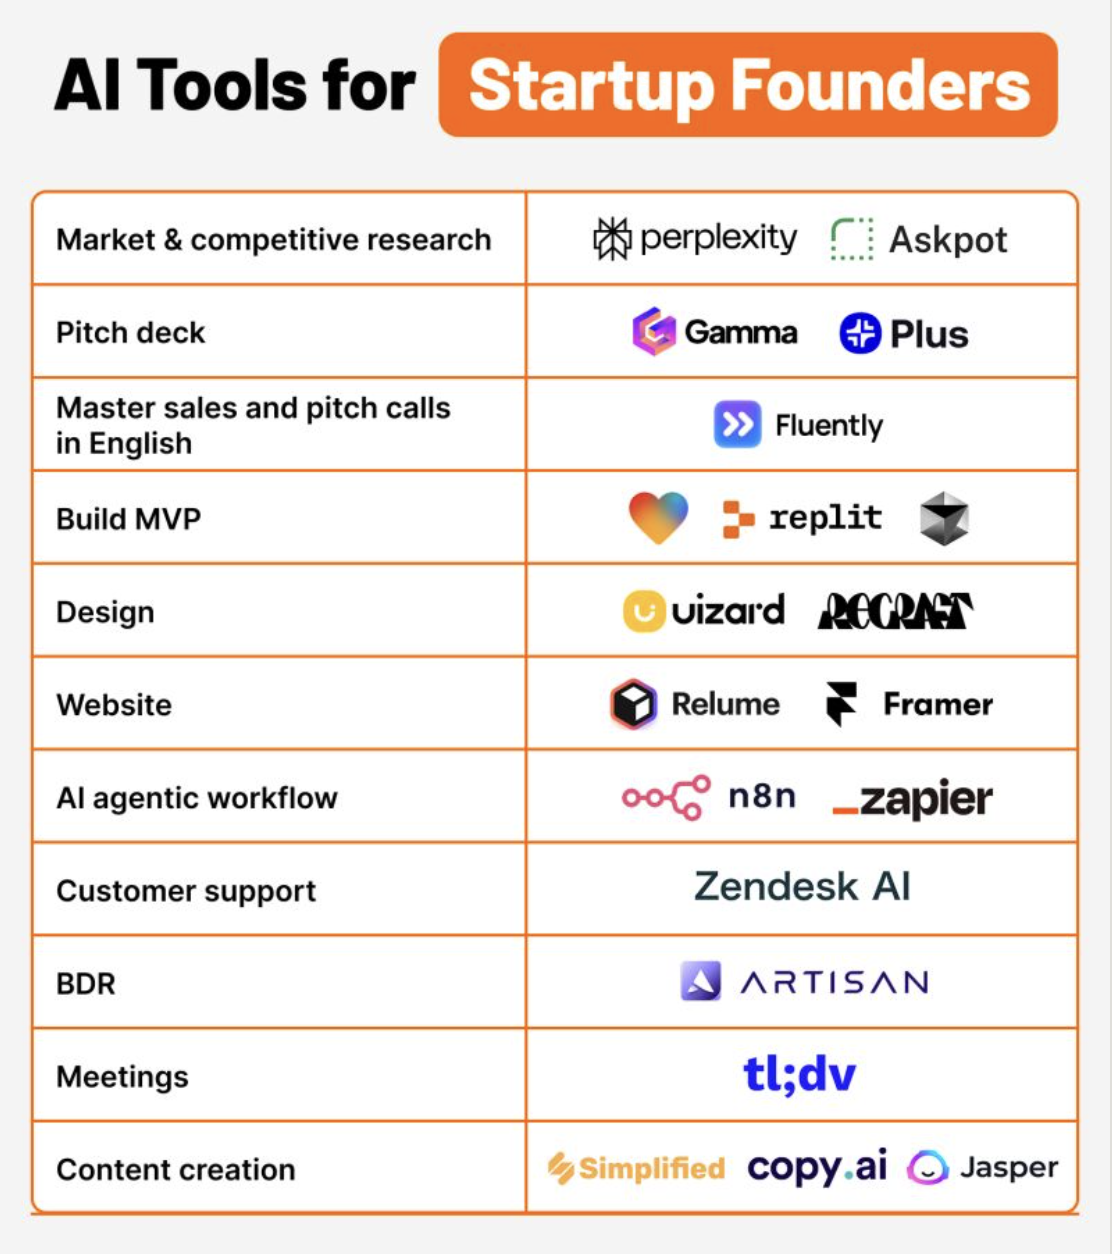 AI Tools for Startup Founders
Market & competitive research
perplexity Askpot
Pitch deck
Gamma Plus
Master sales and pitch calls
in English
Fluently
Build MVP
replit
Design
uizard RECRAFT
Website
Relume Framer
AI agentic workflow
n8n _zapier
Customer support
Zendesk AI
BDR
ARTISAN
Meetings
tl;dv
Content creation
Simplified copy.ai Jasper